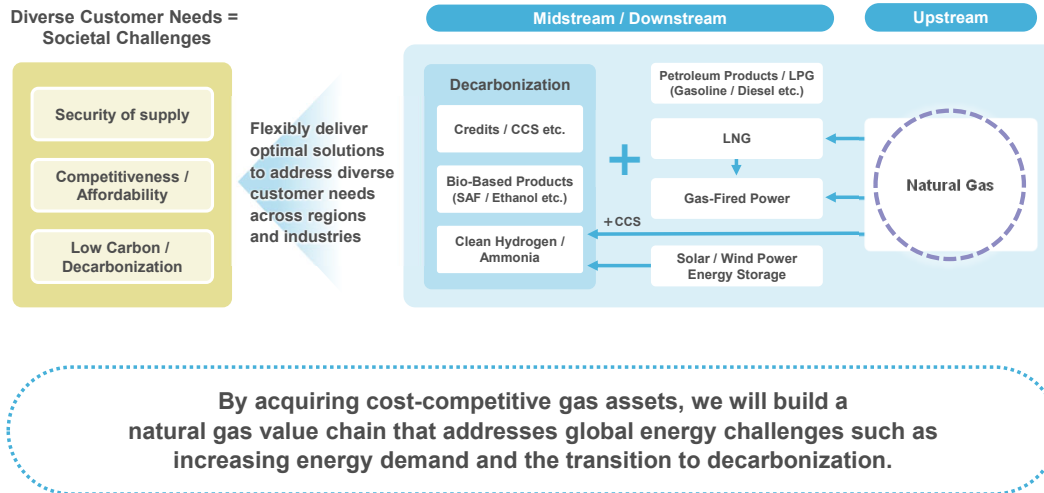 Diverse Customer Needs =
Societal Challenges
Security of supply
Competitiveness /
Affordability
Low Carbon /
Decarbonization
Flexibly deliver
optimal solutions
to address diverse
customer needs
across regions
and industries
Midstream / Downstream
Upstream
Decarbonization
Credits / CCS etc.
Bio-Based Products
(SAF / Ethanol etc.)
Clean Hydrogen /
Ammonia
+
Petroleum Products / LPG
(Gasoline / Diesel etc.)
LNG
Gas-Fired Power
+CCS
Solar / Wind Power
Energy Storage
Natural Gas
By acquiring cost-competitive gas assets, we will build a
natural gas value chain that addresses global energy challenges such as
increasing energy demand and the transition to decarbonization.